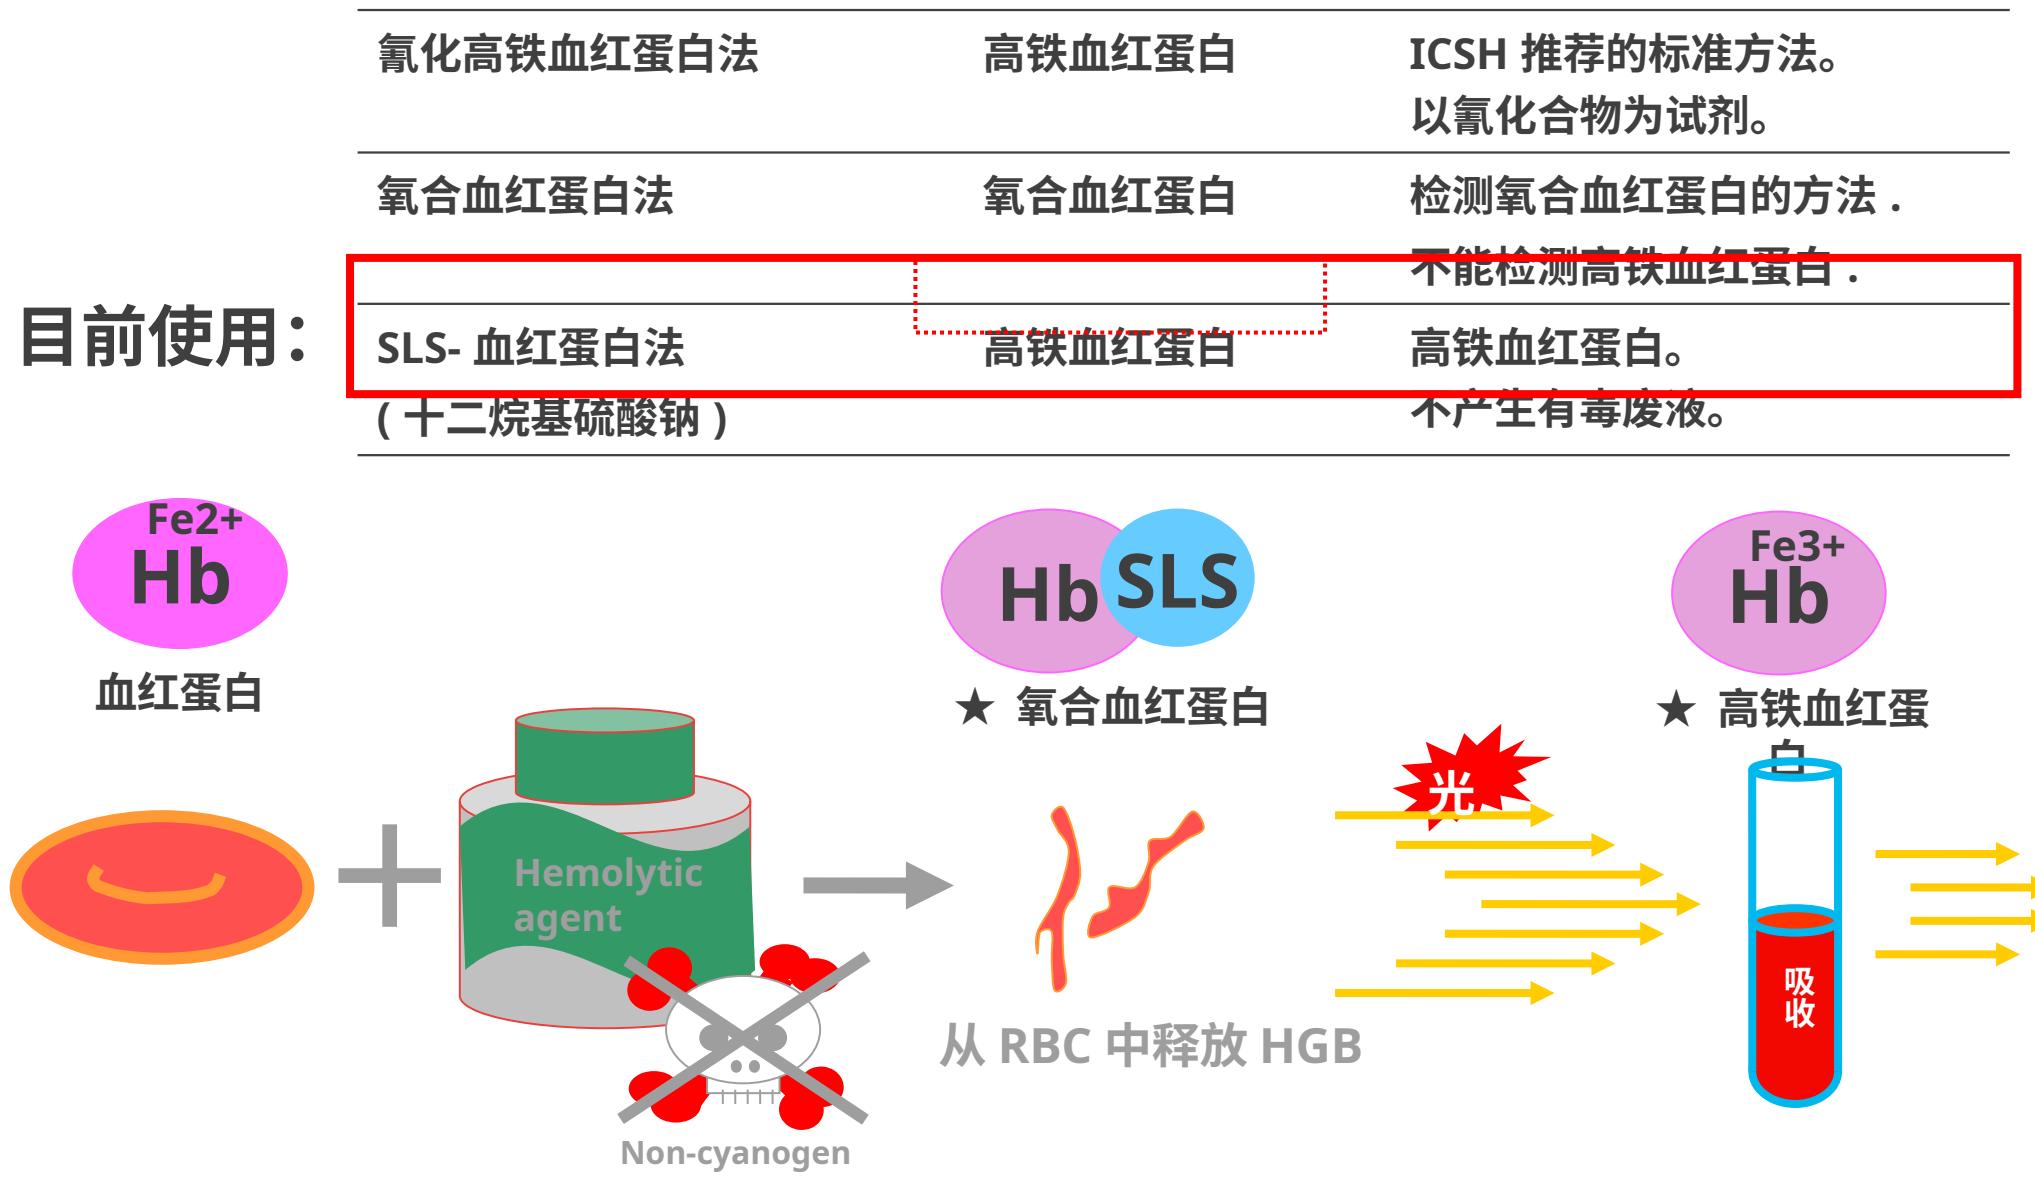 氰化高铁血红蛋白法 高铁血红蛋白 ICSH 推荐的标准方法。
以氰化合物为试剂。
氧合血红蛋白法 氧合血红蛋白 检测氧合血红蛋白的方法 .
不能检测高铁血红蛋白 .
目前使用：
SLS- 血红蛋白法 高铁血红蛋白 高铁血红蛋白。
( 十二烷基硫酸钠 ) 不产生有毒废液。
Fe2+
Hb
血红蛋白
Hb SLS
★ 氧合血红蛋白
Fe3+
Hb
★ 高铁血红蛋
白
光
Hemolytic
agent
吸
收
从 RBC 中释放 HGB
Non-cyanogen